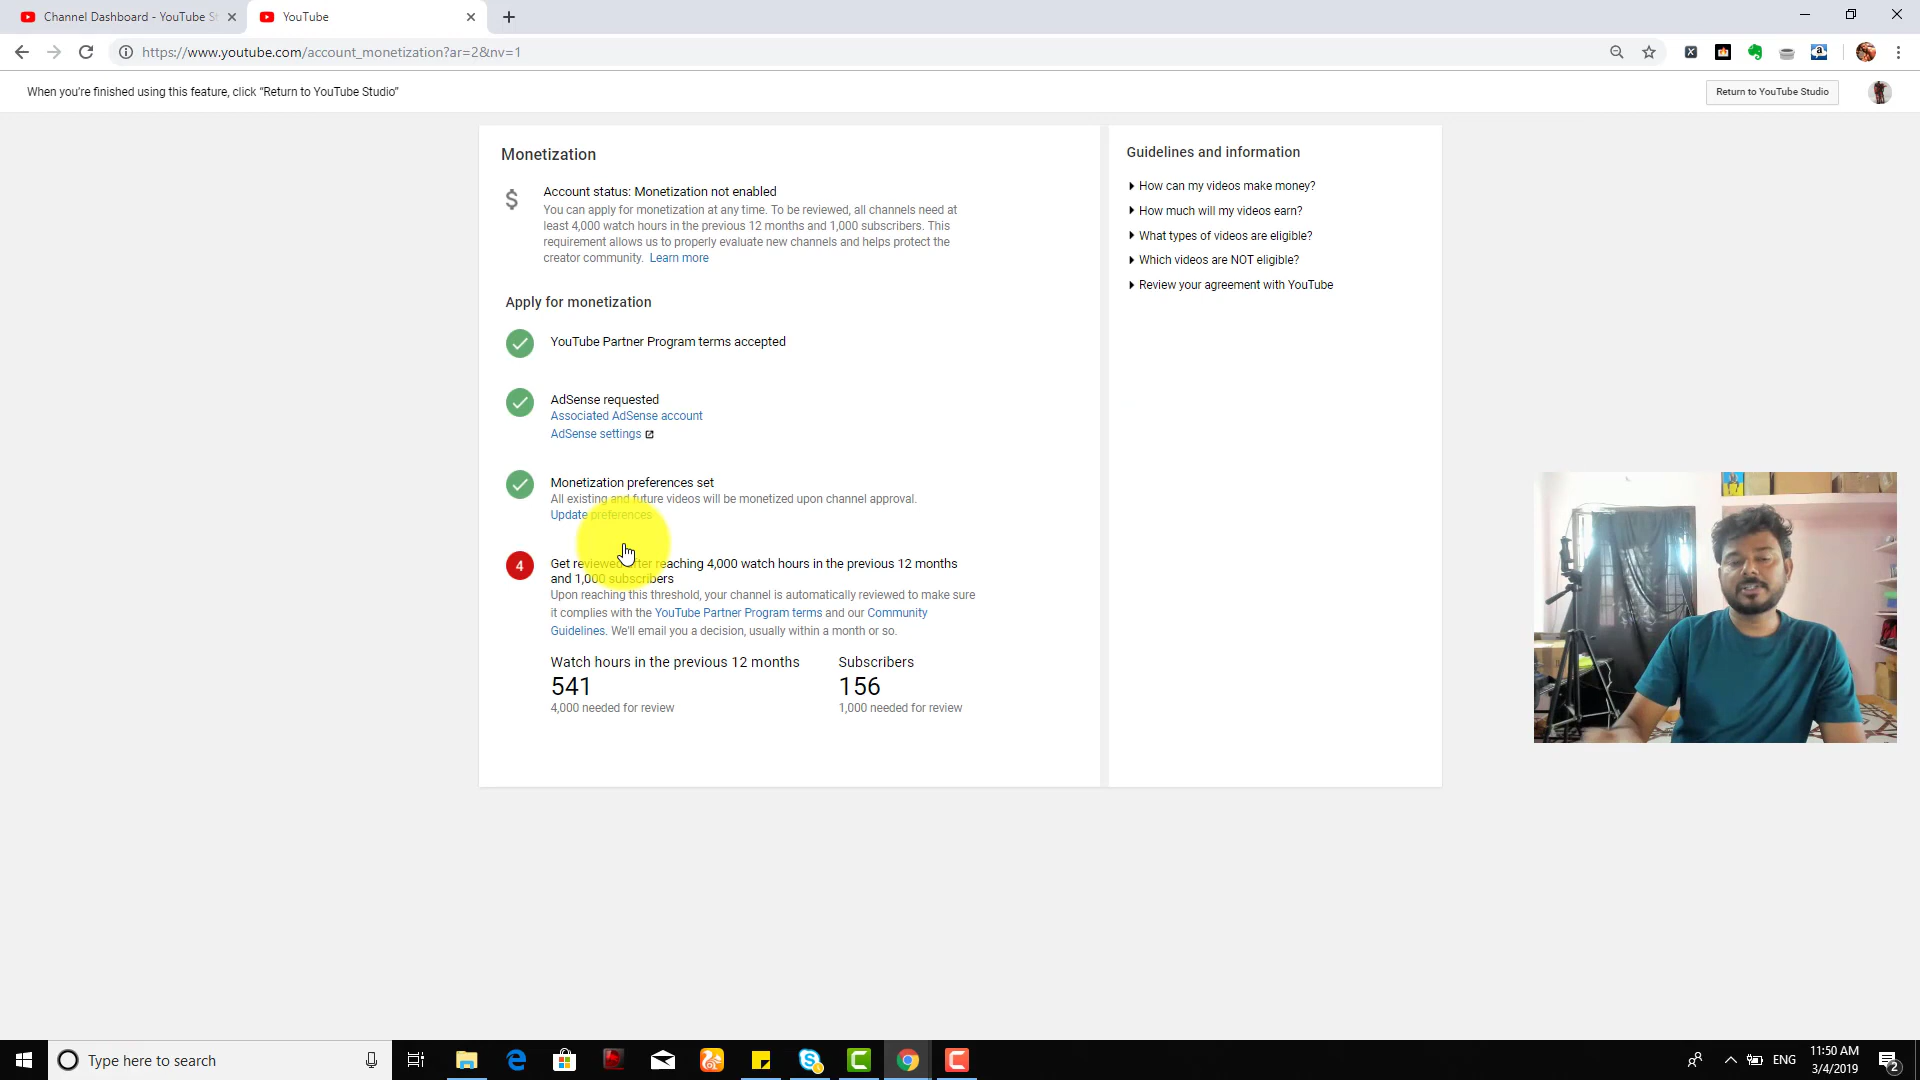 Channel Dashboard - YouTube St
YouTube
https://www.youtube.com/account_monetization?ar=2&nv=1
When you're finished using this feature, click “Return to YouTube Studio”
Return to YouTube Studio
Monetization
Account status: Monetization not enabled
You can apply for monetization at any time. To be reviewed, all channels need at
least 4,000 watch hours in the previous 12 months and 1,000 subscribers. This
requirement allows us to properly evaluate new channels and helps protect the
creator community. Learn more
Apply for monetization
YouTube Partner Program terms accepted
AdSense requested
Associated AdSense account
AdSense settings
Monetization preferences set
All existing and future videos will be monetized upon channel approval.
Update preferences
4
Get reviewed after reaching 4,000 watch hours in the previous 12 months
and 1,000 subscribers
Upon reaching this threshold, your channel is automatically reviewed to make sure
it complies with the YouTube Partner Program terms and our Community
Guidelines. We'll email you a decision, usually within a month or so.
Watch hours in the previous 12 months
541
4,000 needed for review
Subscribers
156
1,000 needed for review
Guidelines and information
How can my videos make money?
How much will my videos earn?
What types of videos are eligible?
Which videos are NOT eligible?
Review your agreement with YouTube
Type here to search
ENG
11:50 AM
3/4/2019
2